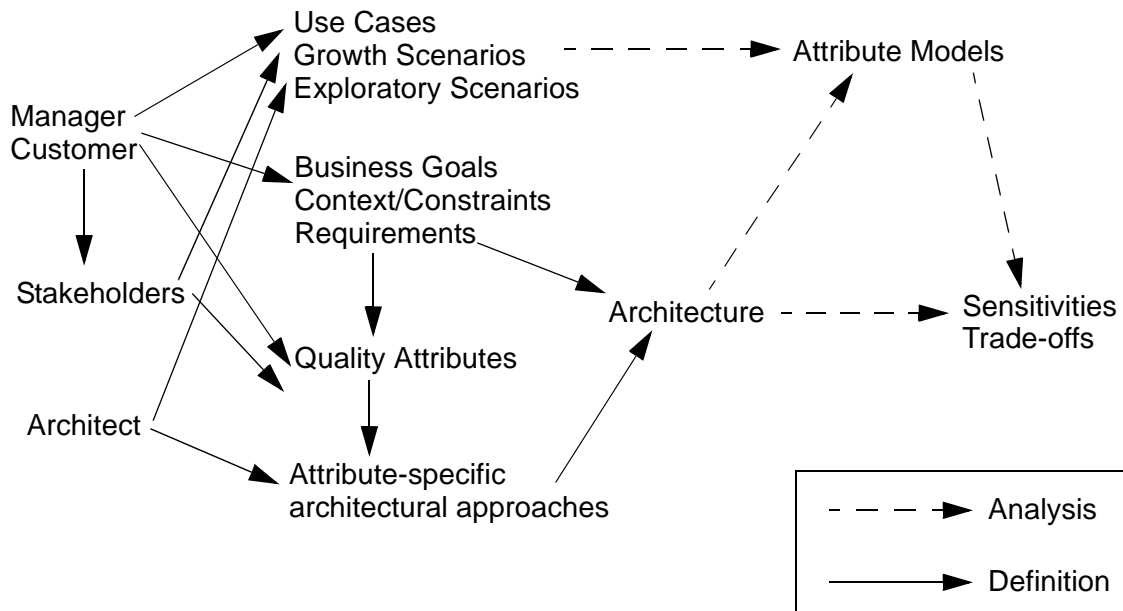 Use Cases
Growth Scenarios
Exploratory Scenarios
Attribute Models
Manager
Customer
Business Goals
Context/Constraints
Requirements
Stakeholders
Architecture
Sensitivities
Trade-offs
Quality Attributes
Architect
Attribute-specific
architectural approaches
Analysis
Definition